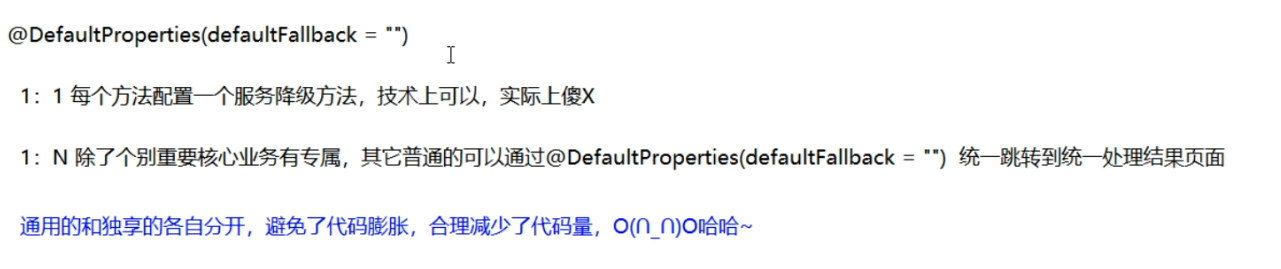 @DefaultProperties(defaultFallback = "")
1：1 每个方法配置一个服务降级方法，技术上可以，实际上傻X
1：N 除了个别重要核心业务有专属，其它普通的可以通过@DefaultProperties(defaultFallback = "") 统一跳转到统一处理结果页面
通用的和独享的各自分开，避免了代码膨胀，合理减少了代码量，O(∩_∩)O哈哈~